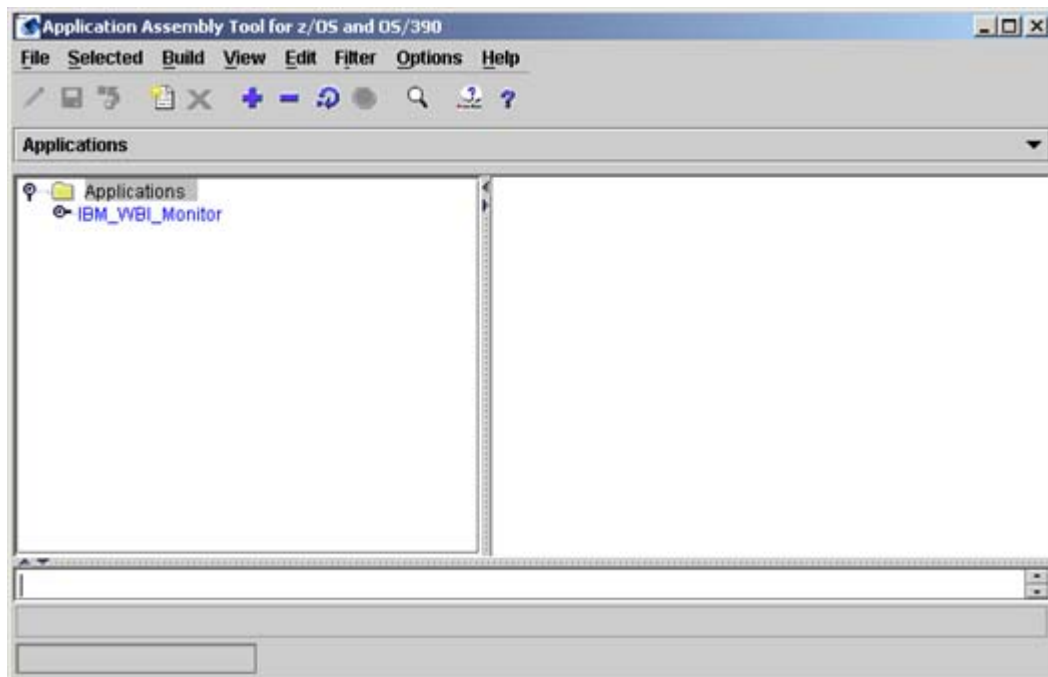 Application Assembly Tool for z/OS and OS/390
File Selected Build View Edit Filter Options Help
Applications
Applications
IBM_WBI_Monitor